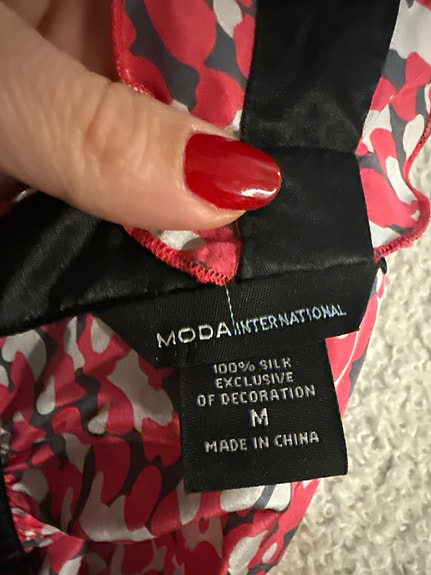 MODA INTERNATIONAL
100% SILK
EXCLUSIVE
OF DECORATION
M
MADE IN CHINA